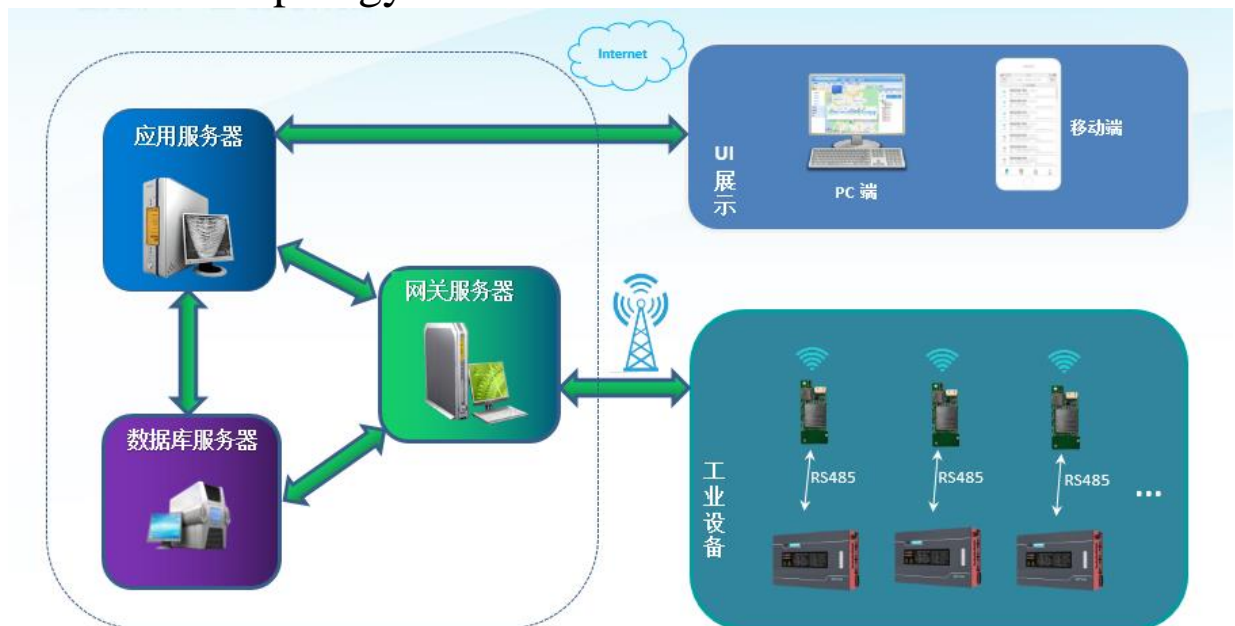 Internet
应用服务器
UI
展
示
PC 端
移动端
网关服务器
数据库服务器
工
业
设
备
RS485
RS485
RS485
...